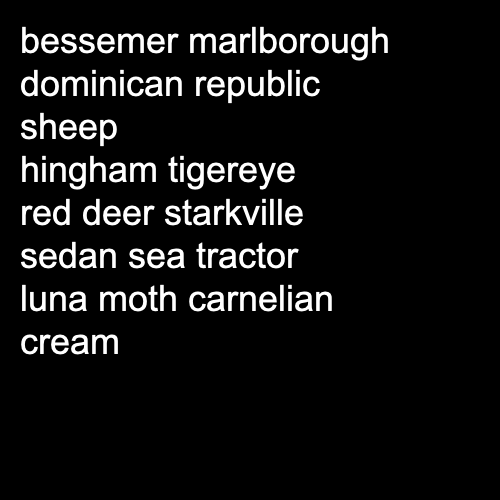 bessemer marlborough
dominican republic
sheep
hingham tigereye
red deer starkville
sedan sea tractor
luna moth carnelian
cream